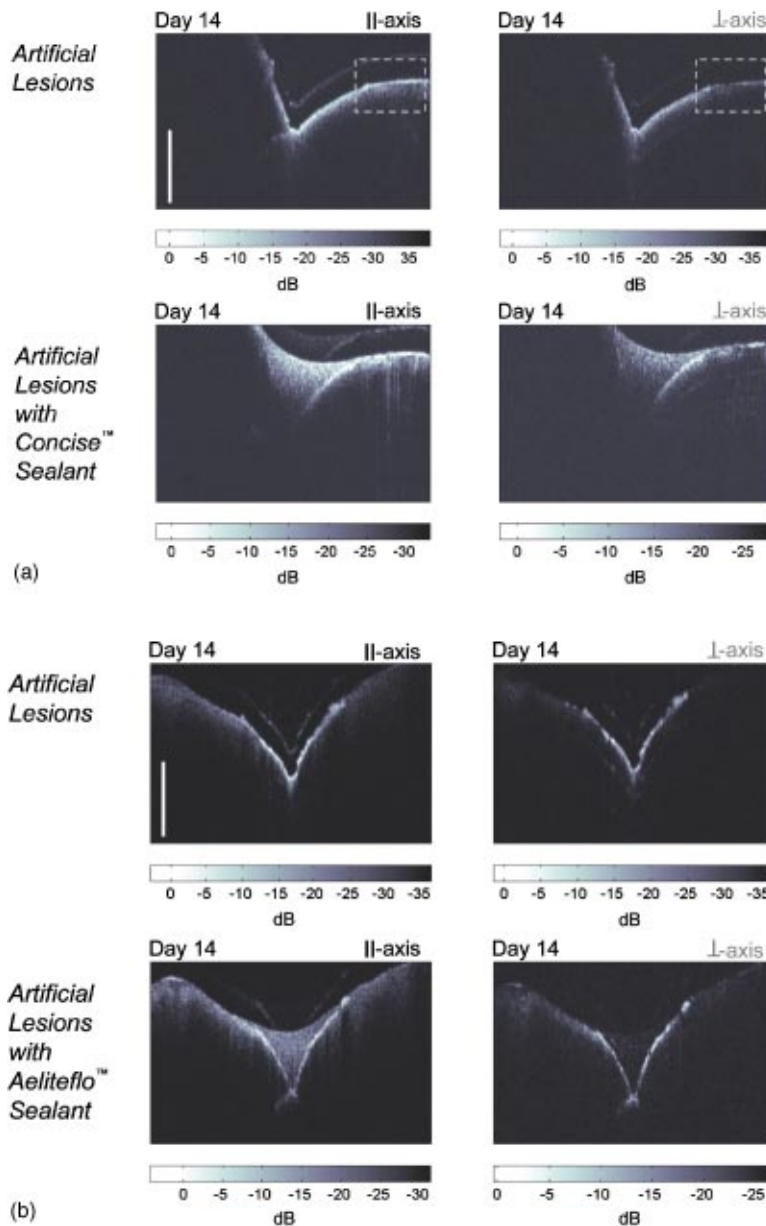 Day 14 ||-axis Day 14 ⊥-axis
Artificial
Lesions
0 -5 -10 -15 -20 -25 -30 35 0 -5 -10 -15 -20 -25 -30 35
dB dB
Day 14 ||-axis Day 14 ⊥-axis
Artificial
Lesions
with
Concise™
Sealant
0 -5 -10 -15 -20 -25 -30 0 -5 -10 -15 -20 -25
dB dB
(a)
Day 14 ||-axis Day 14 ⊥-axis
Artificial
Lesions
0 -5 -10 -15 -20 -25 -30 -35 0 -5 -10 -15 -20 -25 -30 -35
dB dB
Day 14 ||-axis Day 14 ⊥-axis
Artificial
Lesions
with
Aeliteflo™
Sealant
0 -5 -10 -15 -20 -25 -30 0 -5 -10 -15 -20 -25
dB dB
(b)